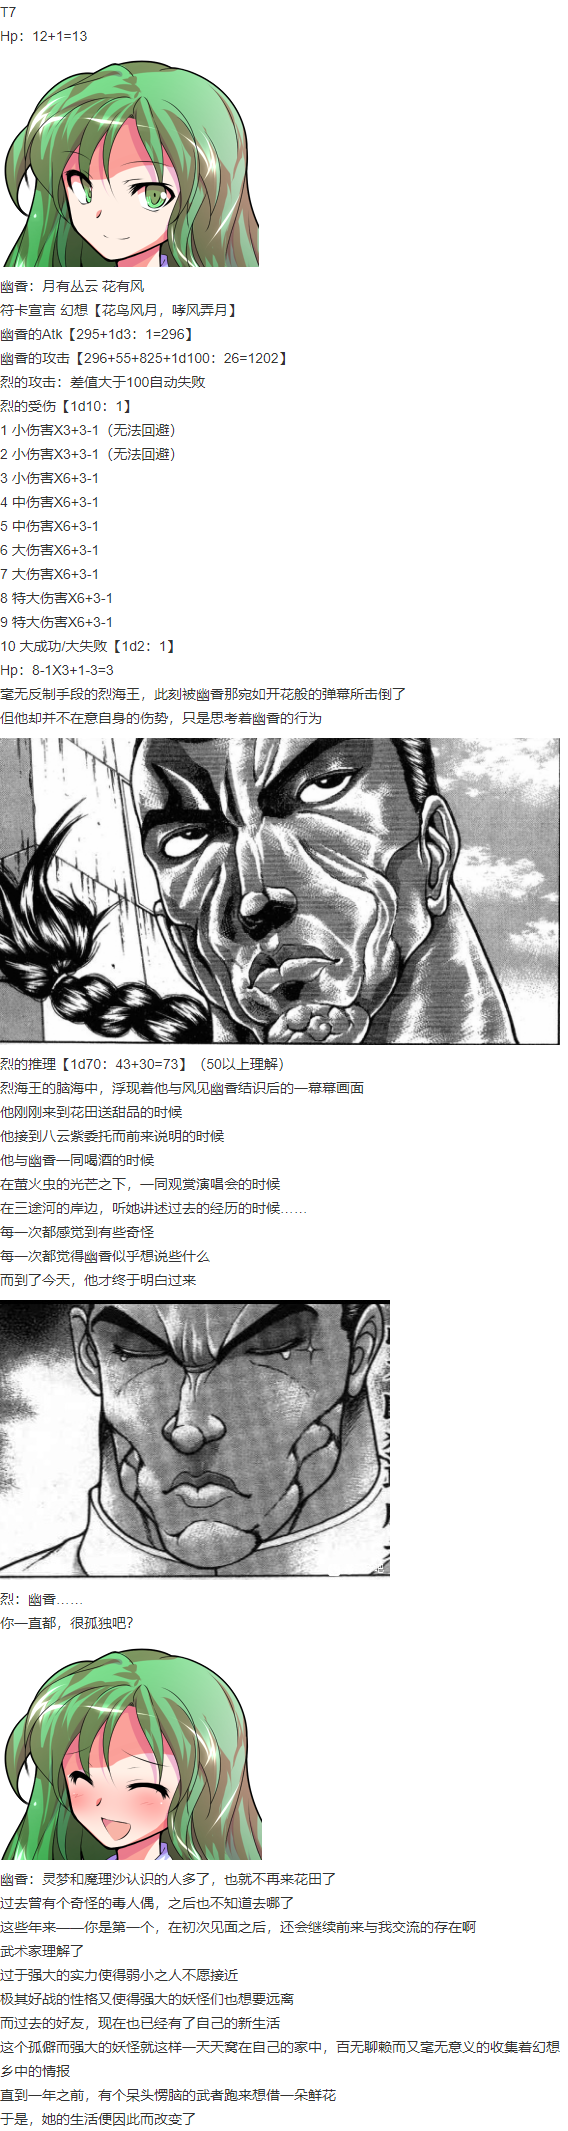 T7
Hp：12+1=13
幽香：月有丛云 花有风
符卡宣言 幻想【花鸟风月，哮风弄月】
幽香的Atk【295+1d3：1=296】
幽香的攻击【296+55+825+1d100：26=1202】
烈的攻击：差值大于100自动失败
烈的受伤【1d10：1】
1 小伤害X3+3-1（无法回避）
2 小伤害X3+3-1（无法回避）
3 小伤害X6+3-1
4 中伤害X6+3-1
5 中伤害X6+3-1
6 大伤害X6+3-1
7 大伤害X6+3-1
8 特大伤害X6+3-1
9 特大伤害X6+3-1
10 大成功/大失败【1d2：1】
Hp：8-1X3+1-3=3
毫无反制手段的烈海王，此刻被幽香那宛如开花般的弹幕所击倒了
但他却并不在意自身的伤势，只是思考着幽香的行为
烈的推理【1d70：43+30=73】（50以上理解）
烈海王的脑海中，浮现着他与风见幽香结识后的一幕幕画面
他刚刚来到花田送甜品的时候
他接到八云紫委托而前来说明的时候
他与幽香一同喝酒的时候
在萤火虫的光芒之下，一同观赏演唱会的时候
在三途河的岸边，听她讲述过去的经历的时候……
每一次都感觉到有些奇怪
每一次都觉得幽香似乎想说些什么
而到了今天，他才终于明白过来
烈：幽香……
你一直都，很孤独吧？
幽香：灵梦和魔理沙认识的人多了，也就不再来花田了
过去曾有个奇怪的毒人偶，之后也不知道去哪了
这些年来——你是第一个，在初次见面之后，还会继续前来与我交流的存在啊
武术家理解了
过于强大的实力使得弱小之人不愿接近
极其好战的性格又使得强大的妖怪们也想要远离
而过去的好友，现在也已经有了自己的新生活
这个孤僻而强大的妖怪就这样一天天窝在自己的家中，百无聊赖而又毫无意义的收集着幻想
乡中的情报
直到一年之前，有个呆头愣脑的武者跑来想借一朵鲜花
于是，她的生活便因此而改变了